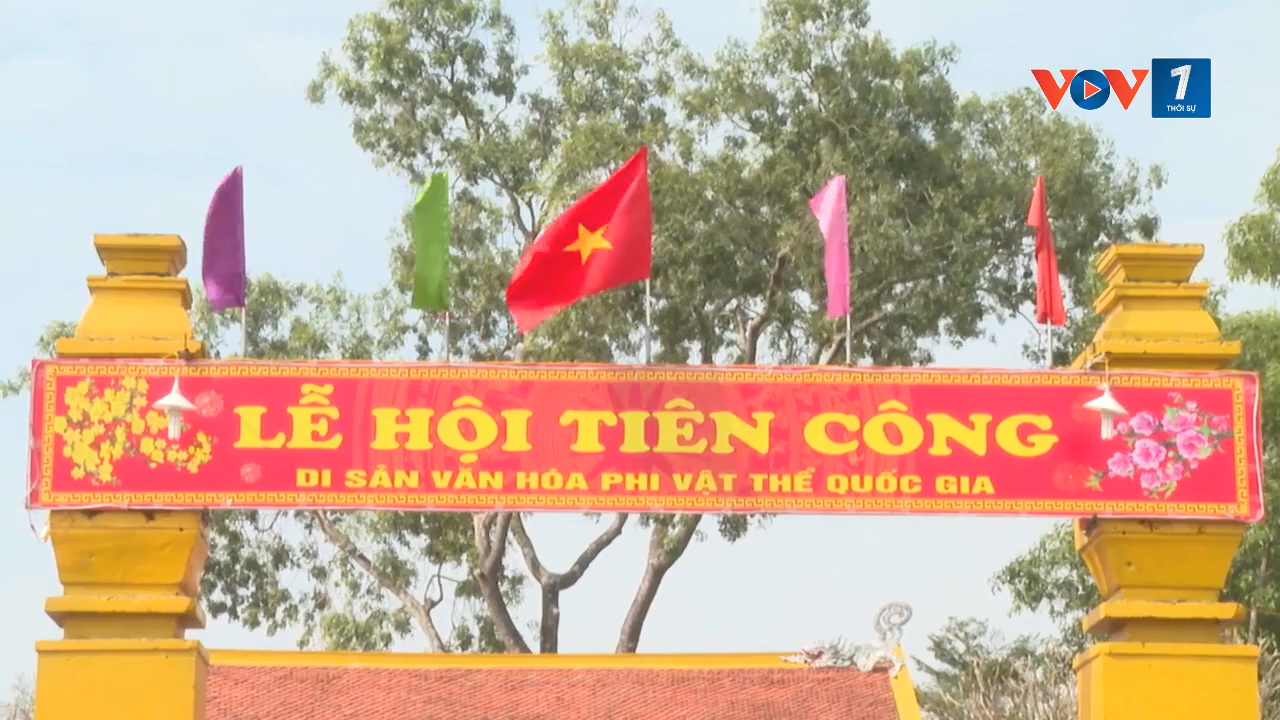 VOV 1
THỜI SỰ
LỄ HỘI TIÊN CÔNG
DI SẢN VĂN HÓA PHI VẬT THỂ QUỐC GIA